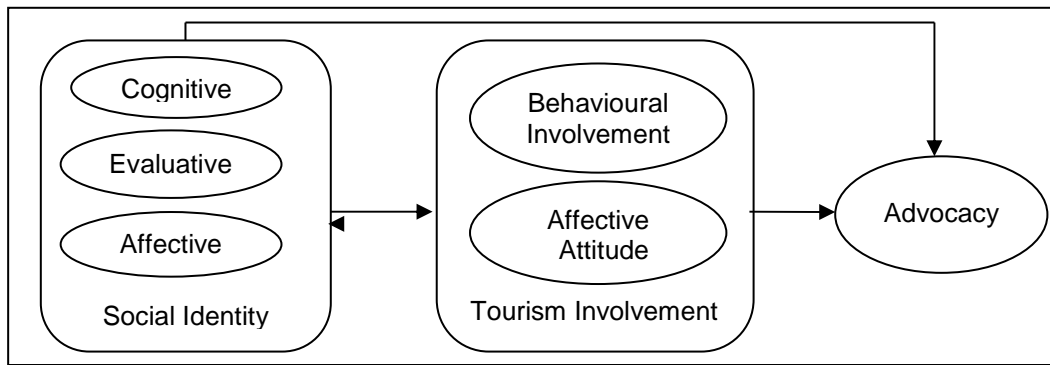 Cognitive
Evaluative
Affective
Social Identity
Behavioural
Involvement
Affective
Attitude
Tourism Involvement
Advocacy